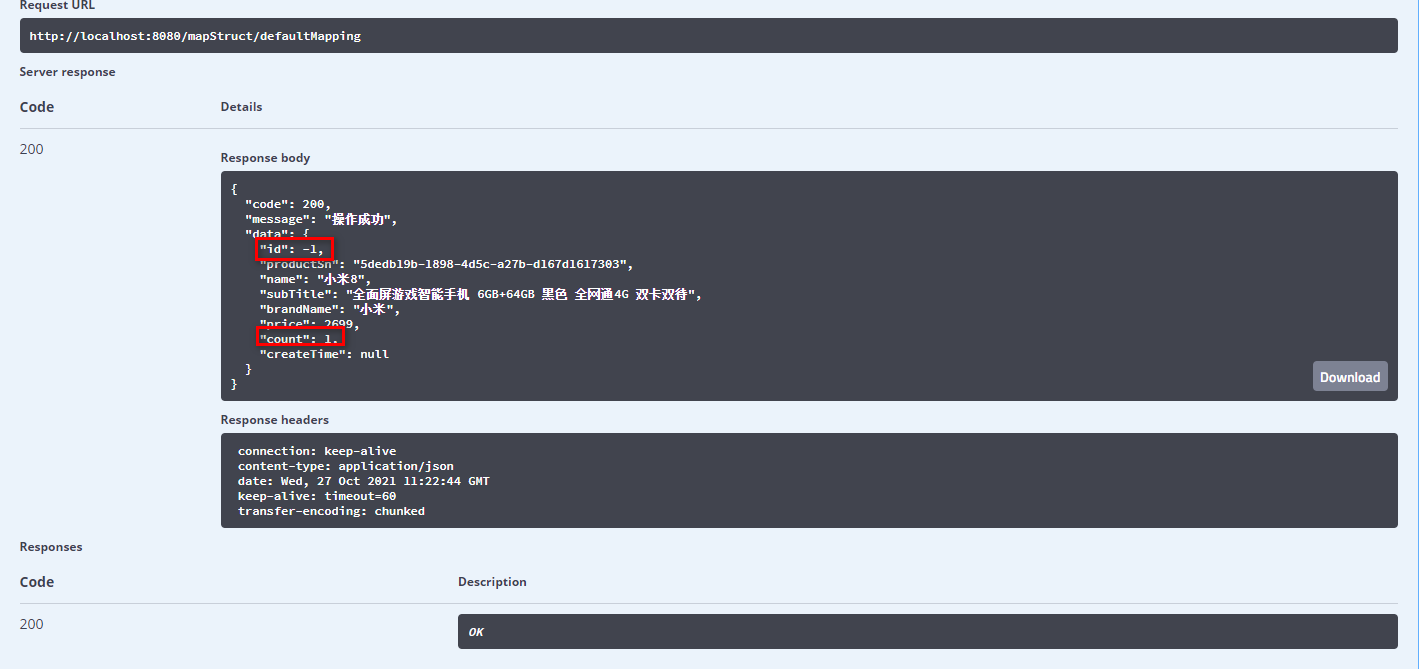 Request URL
http://localhost:8080/mapStruct/defaultMapping
Server response
Code Details
200
Response body
{
"code": 200,
"message": "操作成功",
"data": {
"id": -1,
"productSn": "5dedb19b-1898-4d5c-a27b-d167d1617303",
"name": "小米8",
"subTitle": "全面屏游戏智能手机 6GB+64GB 黑色 全网通4G 双卡双待",
"brandName": "小米",
"price": 2699,
"count": 1,
"createTime": null
}
}
Download
Response headers
connection: keep-alive
content-type: application/json
date: Wed, 27 Oct 2021 11:22:44 GMT
keep-alive: timeout=60
transfer-encoding: chunked
Responses
Code Description
200
OK